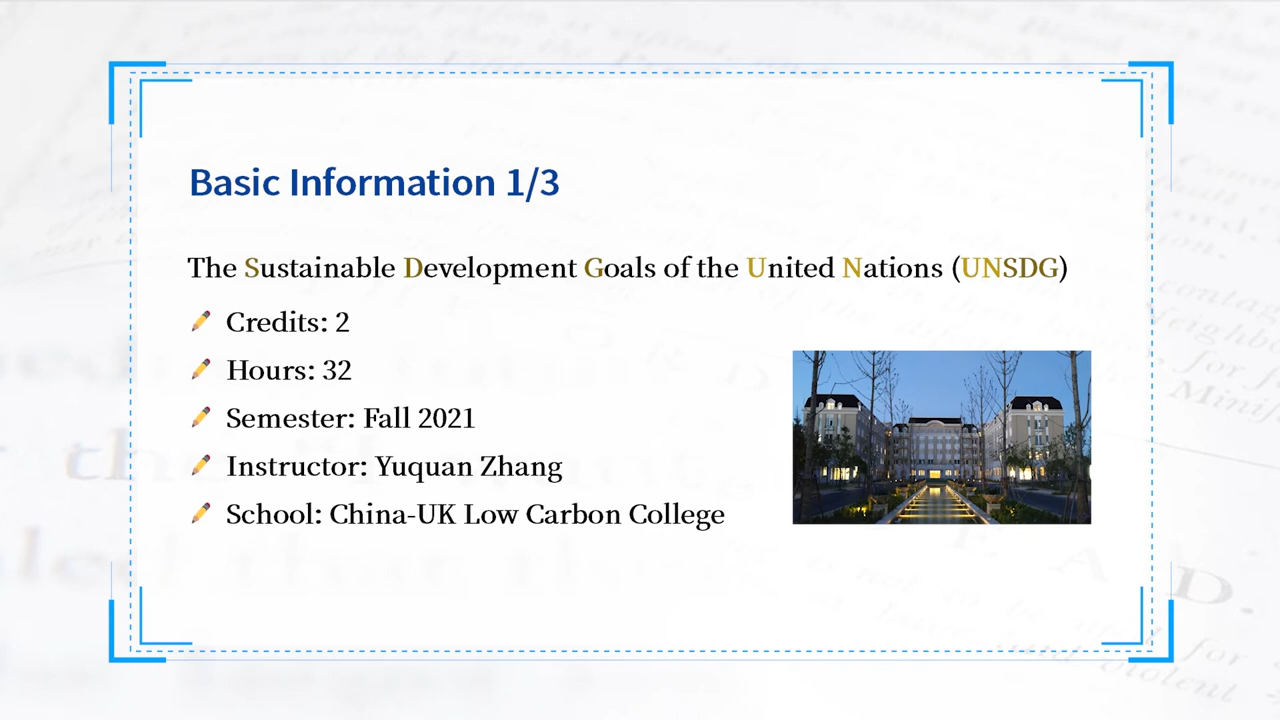 Basic Information 1/3
The Sustainable Development Goals of the United Nations (UNSDG)
Credits: 2
Hours: 32
Semester: Fall 2021
Instructor: Yuquan Zhang
School: China-UK Low Carbon College